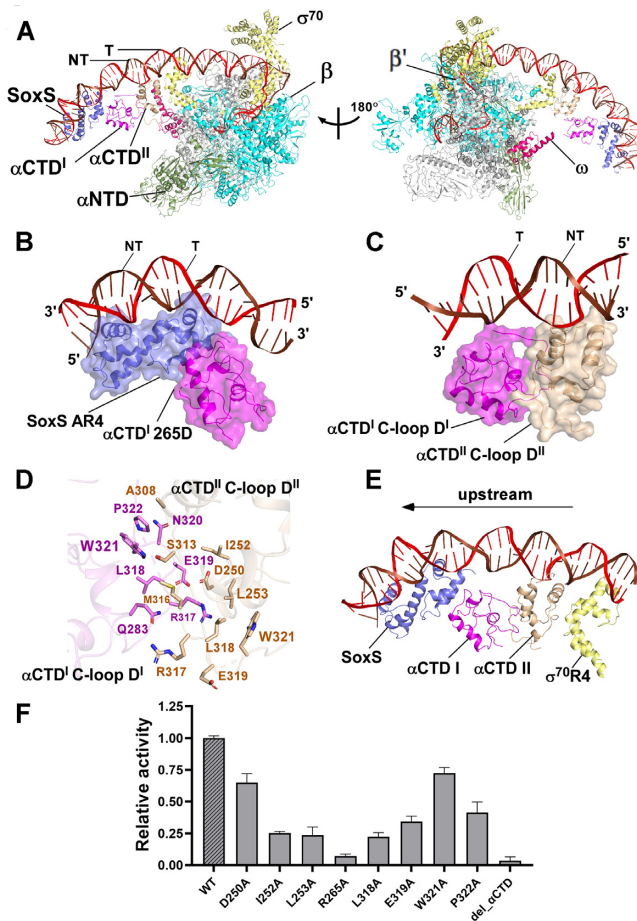 A
σ70
NT
T
β
SoxS
αCTDI
αCTDII
αNTD
180°
β'
ω
B
NT
T
3'
5'
5'
3'
SoxS AR4
αCTDI 265D
C
T
NT
5'
3'
5'
3'
αCTDI C-loop DI
αCTDII C-loop DII
D
αCTDII C-loop DII
A308
P322
N320
W321
S313
I252
E319
L318
D250
M316
L253
R317
Q283
W321
L318
R317
E319
αCTDI C-loop DI
E
upstream
SoxS
αCTD I
αCTD II
σ70R4
F
Relative activity
1.25
1.00
0.75
0.50
0.25
0.00
WT
D250A
I252A
L253A
R265A
L318A
E319A
W321A
P322A
del_αCTD